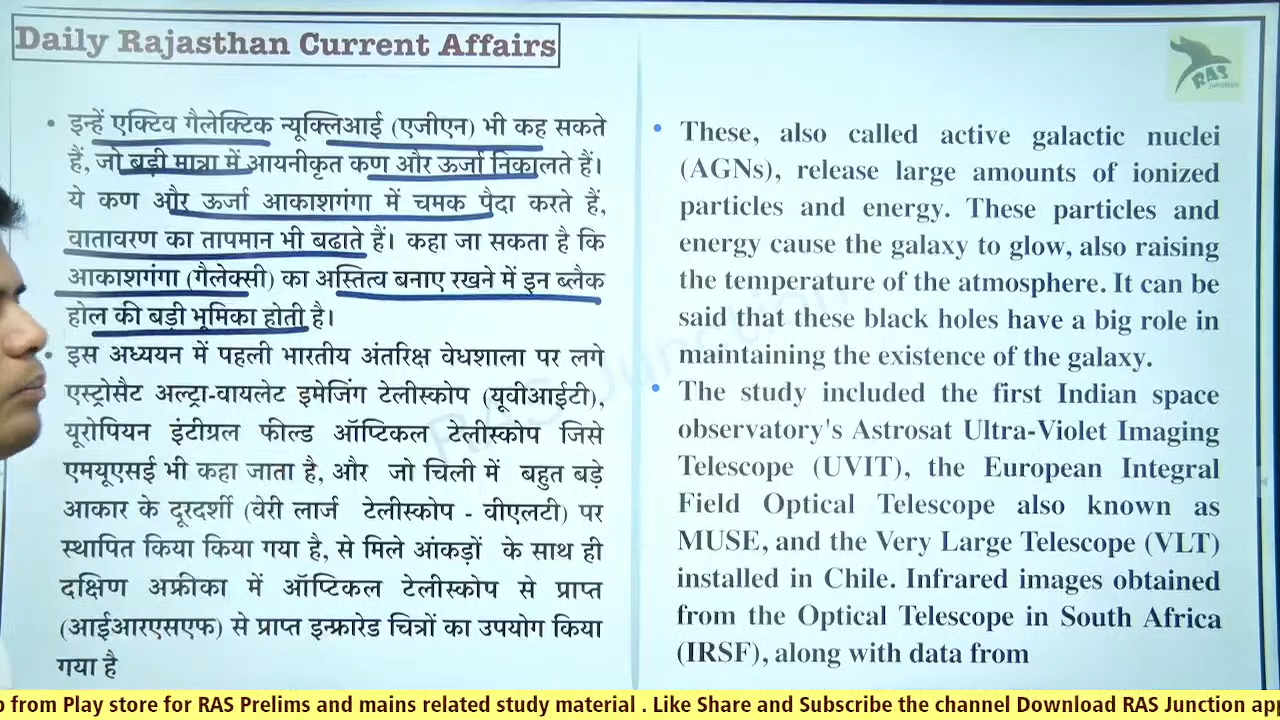 Daily Rajasthan Current Affairs
RAS
junction
• इन्हें एक्टिव गैलेक्टिक न्यूक्लिआई (एजीएन) भी कह सकते
हैं, जो बड़ी मात्रा में आयनीकृत कण और ऊर्जा निकालते हैं।
ये कण और ऊर्जा आकाशगंगा में चमक पैदा करते हैं,
वातावरण का तापमान भी बढाते हैं। कहा जा सकता है कि
आकाशगंगा (गैलेक्सी) का अस्तित्व बनाए रखने में इन ब्लैक
होल की बड़ी भूमिका होती है।
• इस अध्ययन में पहली भारतीय अंतरिक्ष वेधशाला पर लगे
एस्ट्रोसैट अल्ट्रा-वायलेट इमेजिंग टेलीस्कोप (यूवीआईटी),
यूरोपियन इंटीग्रल फील्ड ऑप्टिकल टेलीस्कोप जिसे
एमयूएसई भी कहा जाता है, और जो चिली में बहुत बड़े
आकार के दूरदर्शी (वेरी लार्ज टेलीस्कोप - वीएलटी) पर
स्थापित किया किया गया है, से मिले आंकड़ों के साथ ही
दक्षिण अफ्रीका में ऑप्टिकल टेलीस्कोप से प्राप्त
(आईआरएसएफ) से प्राप्त इन्फ्रारेड चित्रों का उपयोग किया
गया है
• These, also called active galactic nuclei
(AGNs), release large amounts of ionized
particles and energy. These particles and
energy cause the galaxy to glow, also raising
the temperature of the atmosphere. It can be
said that these black holes have a big role in
maintaining the existence of the galaxy.
• The study included the first Indian space
observatory's Astrosat Ultra-Violet Imaging
Telescope (UVIT), the European Integral
Field Optical Telescope also known as
MUSE, and the Very Large Telescope (VLT)
installed in Chile. Infrared images obtained
from the Optical Telescope in South Africa
(IRSF), along with data from
RAS Junction
p from Play store for RAS Prelims and mains related study material . Like Share and Subscribe the channel Download RAS Junction ap